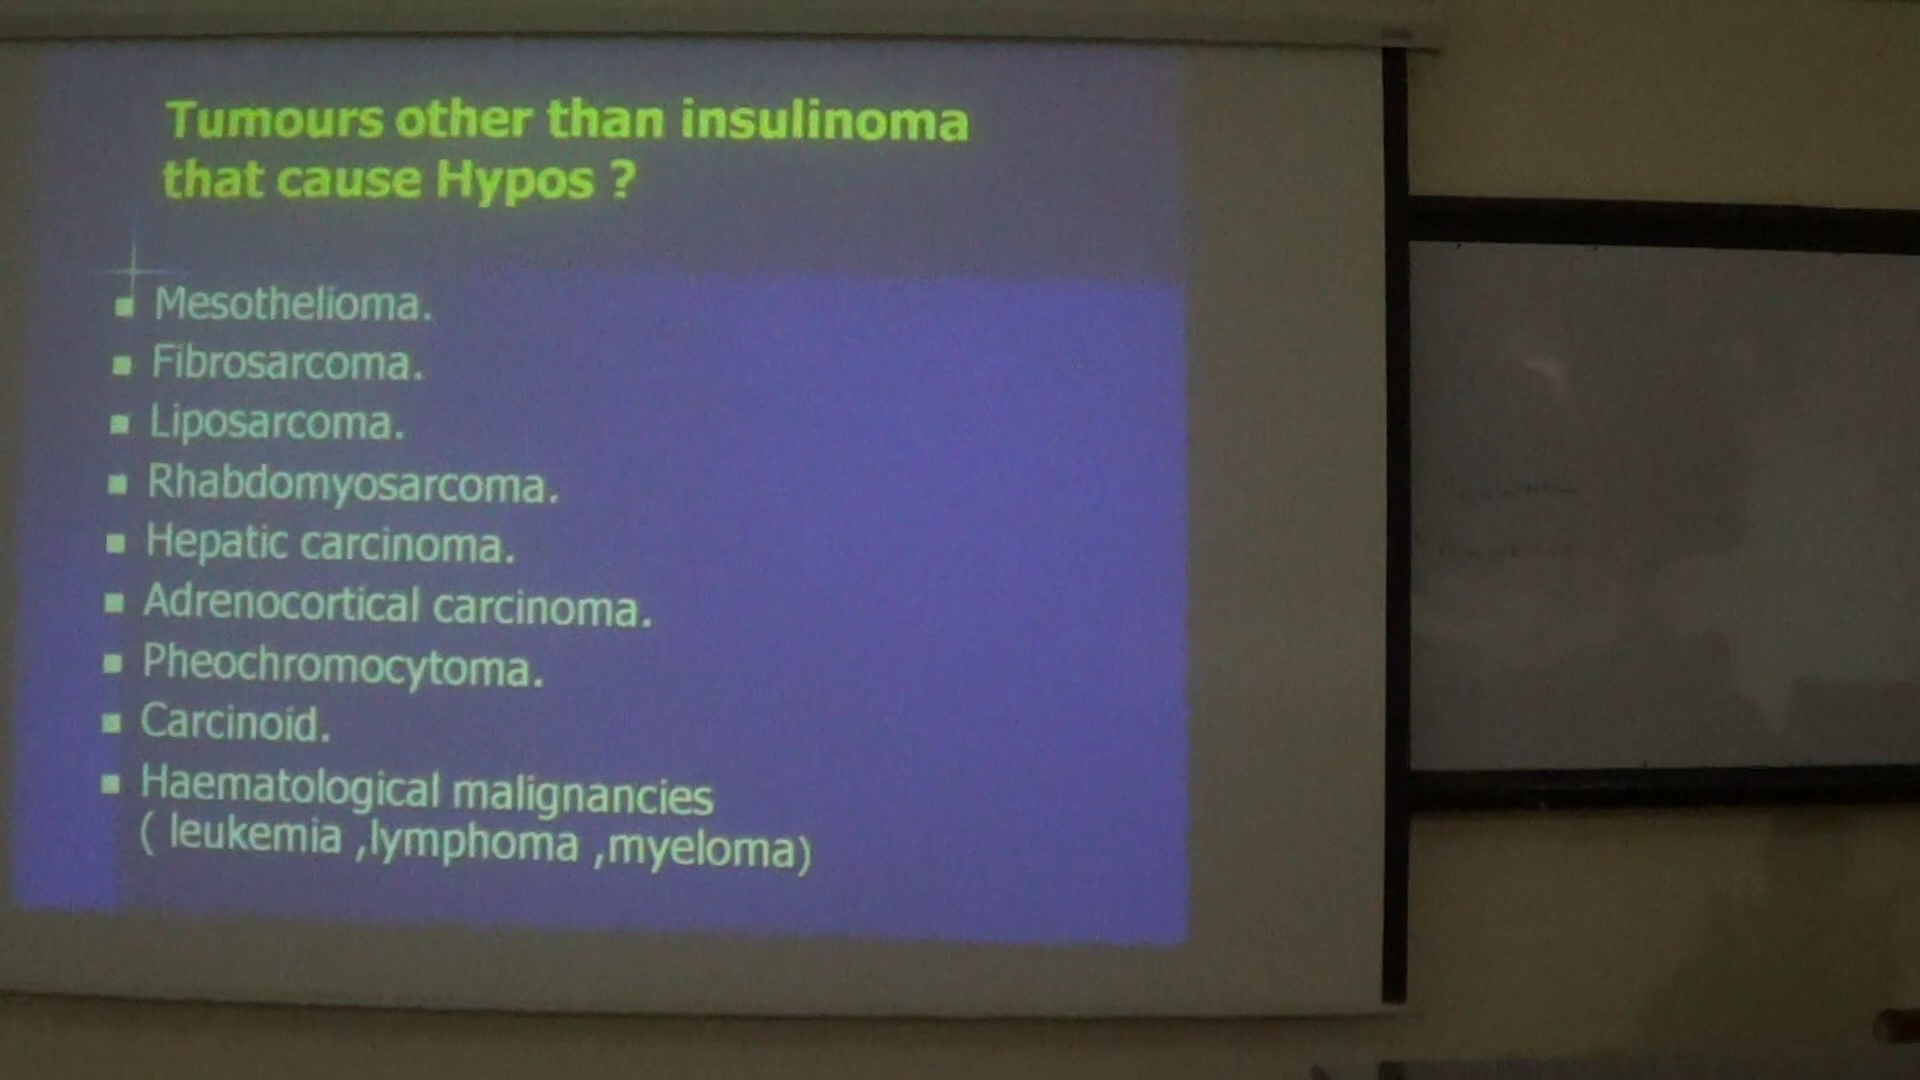 Tumours other than insulinoma
that cause Hypos ?
Mesothelioma.
Fibrosarcoma.
Liposarcoma.
Rhabdomyosarcoma.
Hepatic carcinoma.
Adrenocortical carcinoma.
Pheochromocytoma.
Carcinoid.
Haematological malignancies
( leukemia ,lymphoma ,myeloma)